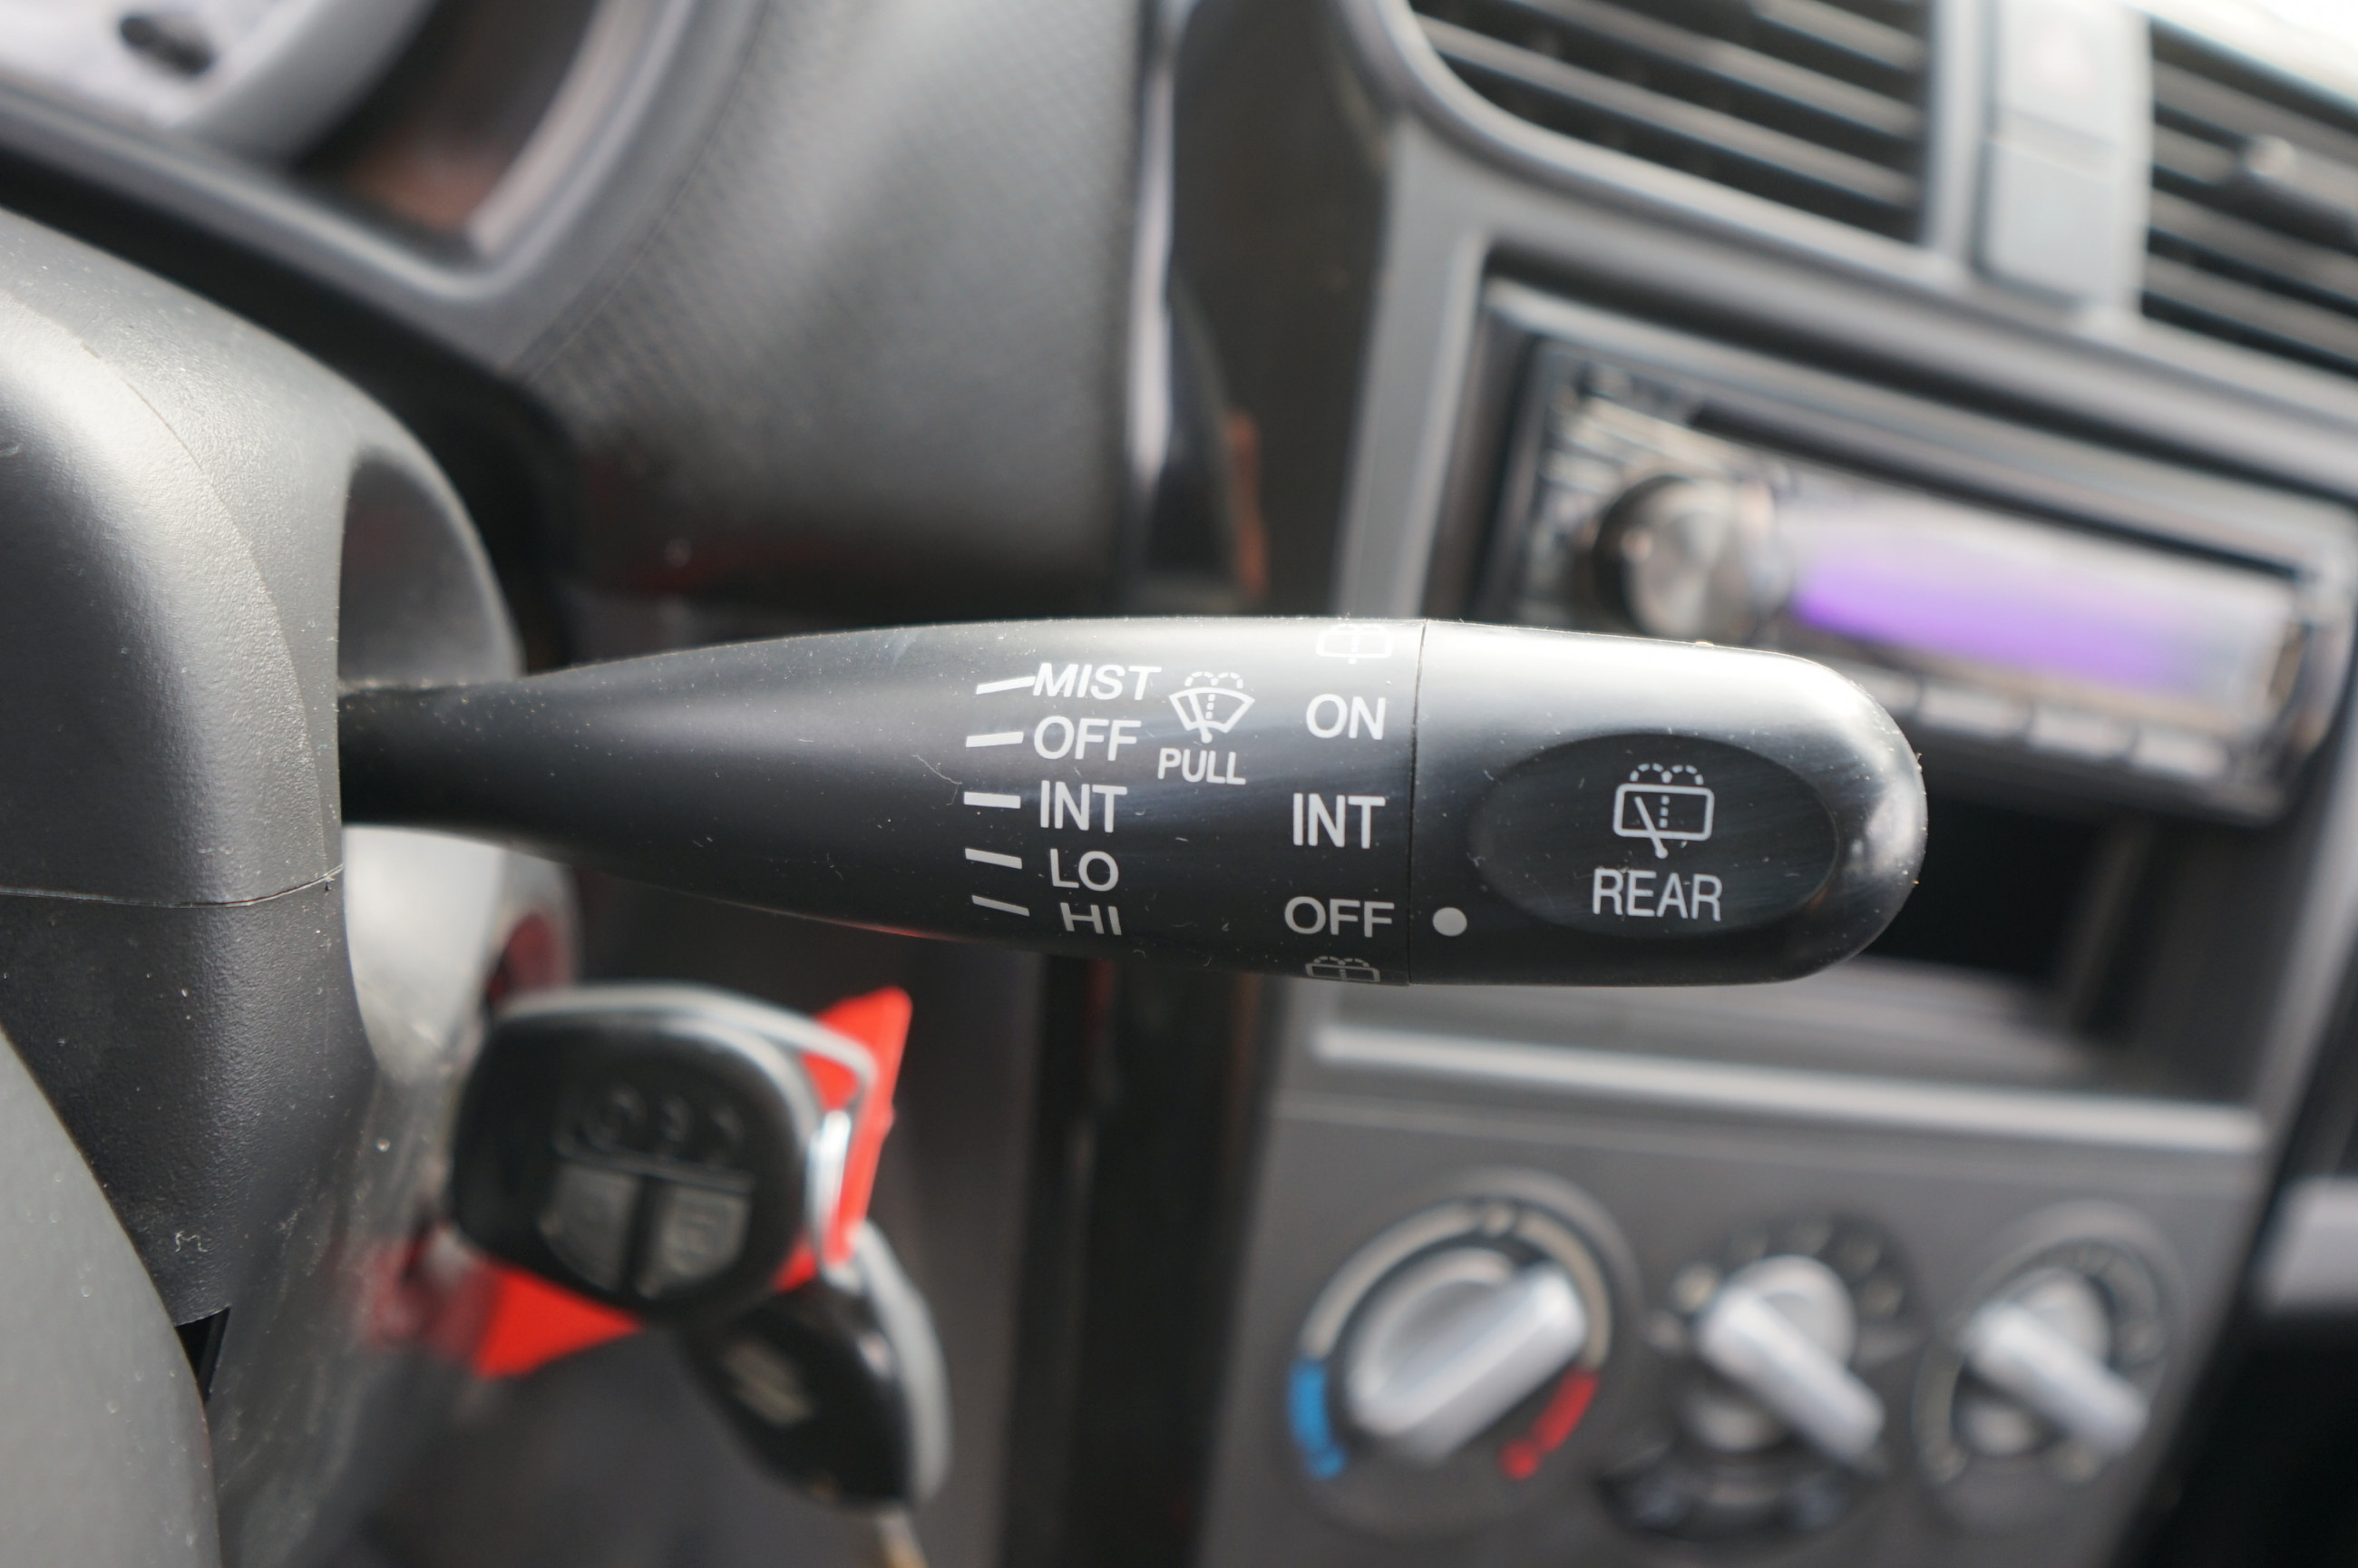 MIST
OFF
PULL
INT
LO
HI
ON
INT
OFF
REAR